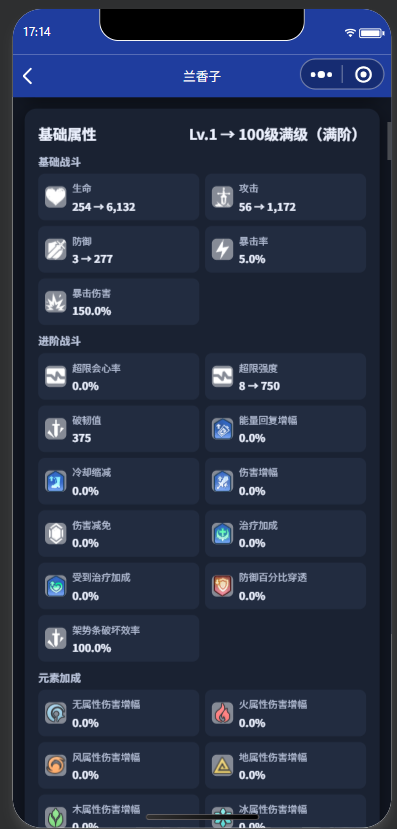 17:14
兰香子
基础属性 Lv.1 → 100级满级（满阶）
基础战斗
生命 攻击
254 → 6,132 56 → 1,172
防御 暴击率
3 → 277 5.0%
暴击伤害
150.0%
进阶战斗
超限会心率 超限强度
0.0% 8 → 750
破韧值 能量回复增幅
375 0.0%
冷却缩减 伤害增幅
0.0% 0.0%
伤害减免 治疗加成
0.0% 0.0%
受到治疗加成 防御百分比穿透
0.0% 0.0%
架势条破坏效率
100.0%
元素加成
无属性伤害增幅 火属性伤害增幅
0.0% 0.0%
风属性伤害增幅 地属性伤害增幅
0.0% 0.0%
木属性伤害增幅 冰属性伤害增幅
0.0% 0.0%